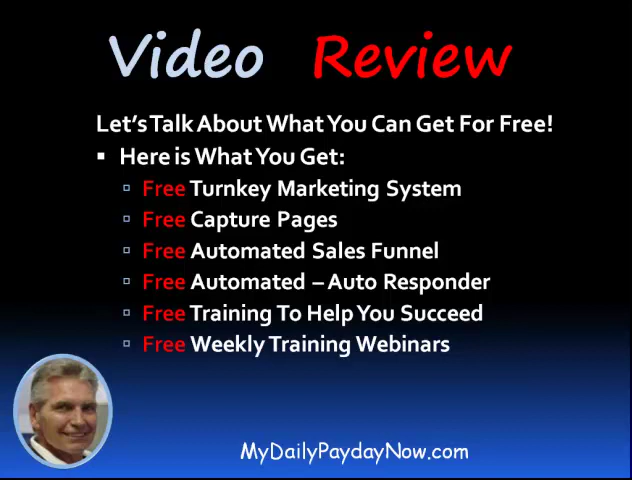 Video Review
Let's Talk About What You Can Get For Free!
Here is What You Get:
Free Turnkey Marketing System
Free Capture Pages
Free Automated Sales Funnel
Free Automated – Auto Responder
Free Training To Help You Succeed
Free Weekly Training Webinars
MyDailyPaydayNow.com